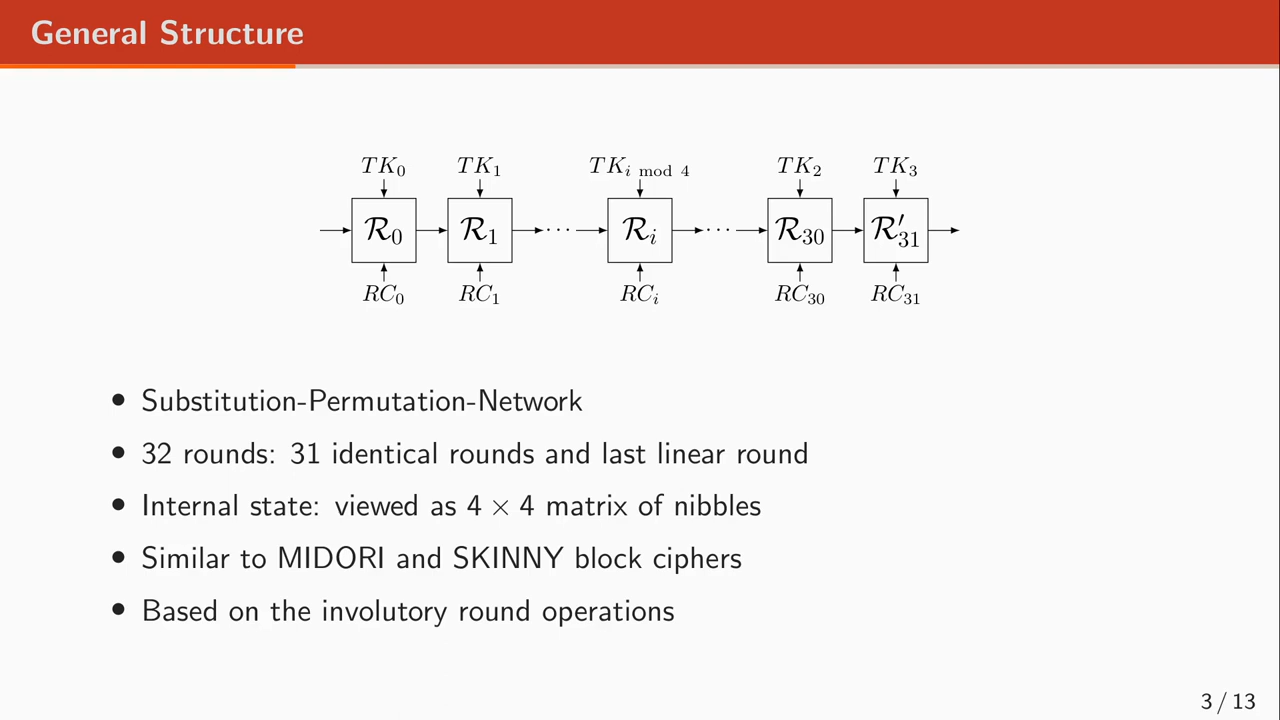 General Structure
TK₀ TK₁ TKᵢ mod 4 TK₂ TK₃
R₀ R₁ ··· Rᵢ ··· R₃₀ R′₃₁
RC₀ RC₁ RCᵢ RC₃₀ RC₃₁
• Substitution-Permutation-Network
• 32 rounds: 31 identical rounds and last linear round
• Internal state: viewed as 4 × 4 matrix of nibbles
• Similar to MIDORI and SKINNY block ciphers
• Based on the involutory round operations
3 / 13